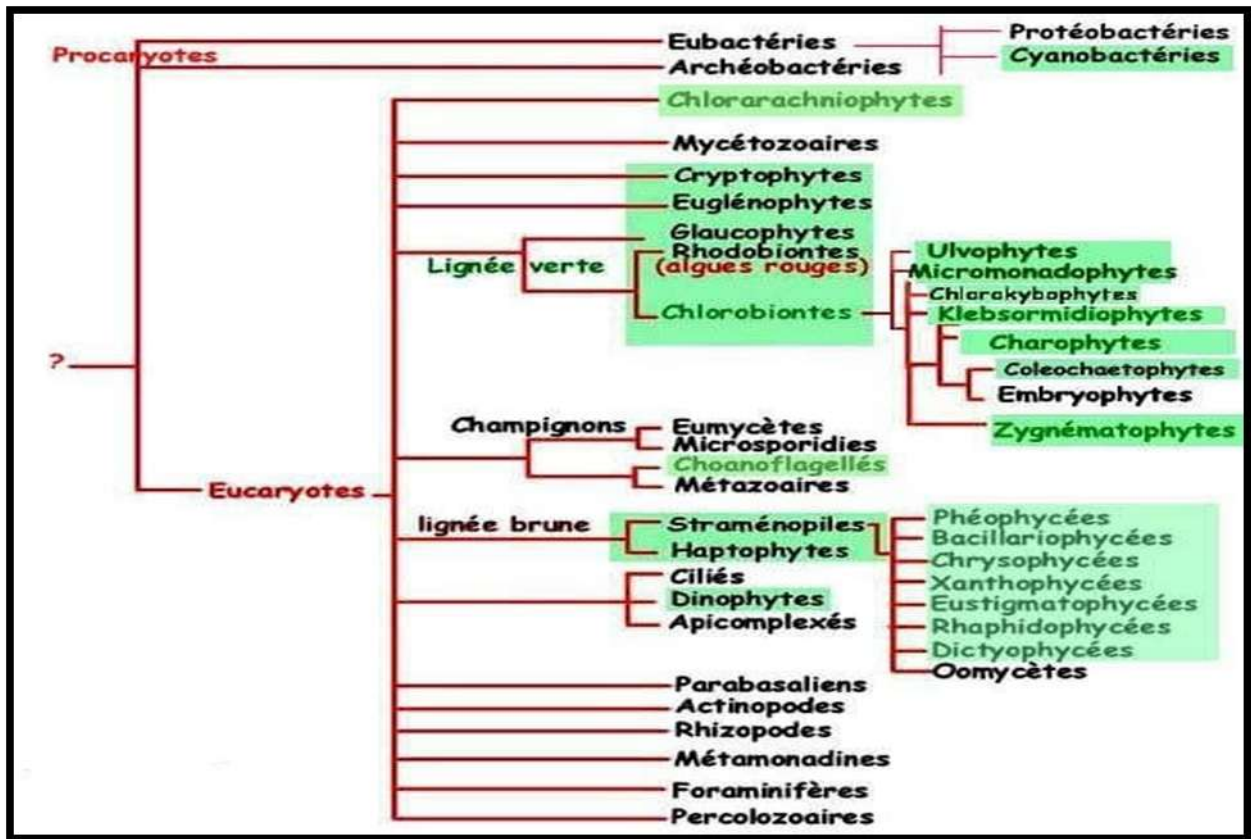 Procaryotes
Eubactéries
Protéobactéries
Cyanobactéries
Archéobactéries
Chlorarachniophytes
Mycétozoaires
Cryptophytes
Euglénophytes
Lignée verte
Glaucophytes
Rhodobiontes
(algues rouges)
Chlorobiontes
Ulvophytes
Micromonadophytes
Chlarakybophytes
Klebsormidiophytes
Charophytes
Coleochaetophytes
Embryophytes
Zygnématophytes
?
Eucaryotes
Champignons
Eumycètes
Microsporidies
Choanoflagellés
Métazoaires
lignée brune
Straménopiles
Haptophytes
Phéophycées
Bacillariophycées
Chrysophycées
Xanthophycées
Eustigmatophycées
Rhaphidophycées
Dictyophycées
Oomycètes
Ciliés
Dinophytes
Apicomplexés
Parabasaliens
Actinopodes
Rhizopodes
Métamonadines
Foraminifères
Percolozoaires